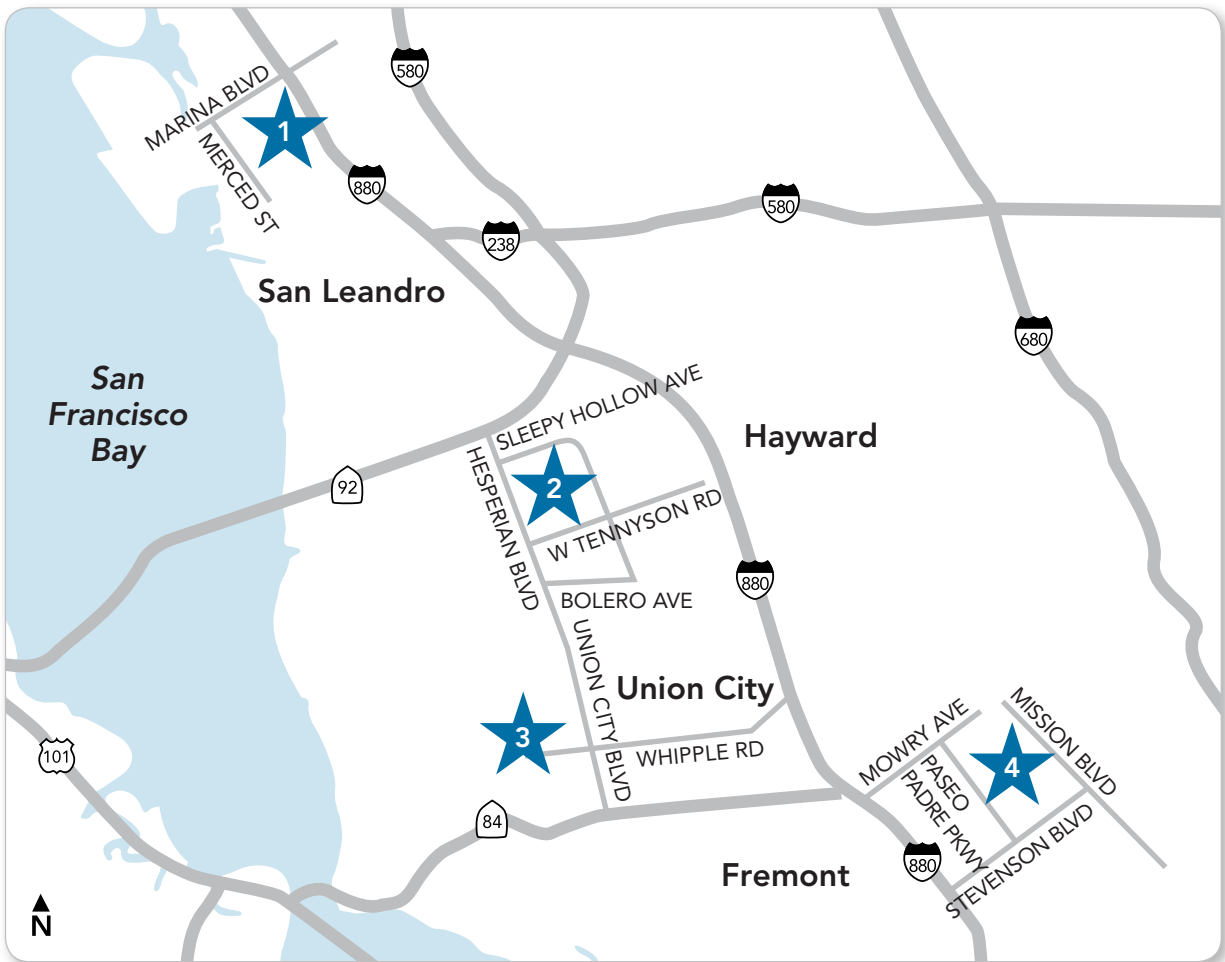 580
MARINA BLVD
1
MERCED ST
880
580
238
San Leandro
680
San
Francisco
Bay
SLEEPY HOLLOW AVE
Hayward
HESPERIAN BLVD
92
2
W TENNYSON RD
880
BOLERO AVE
UNION CITY BLVD
Union City
3
WHIPPLE RD
101
MOWRY AVE
MISSION BLVD
PASEO
PADRE PKWY
4
84
STEVENSON BLVD
880
Fremont
N